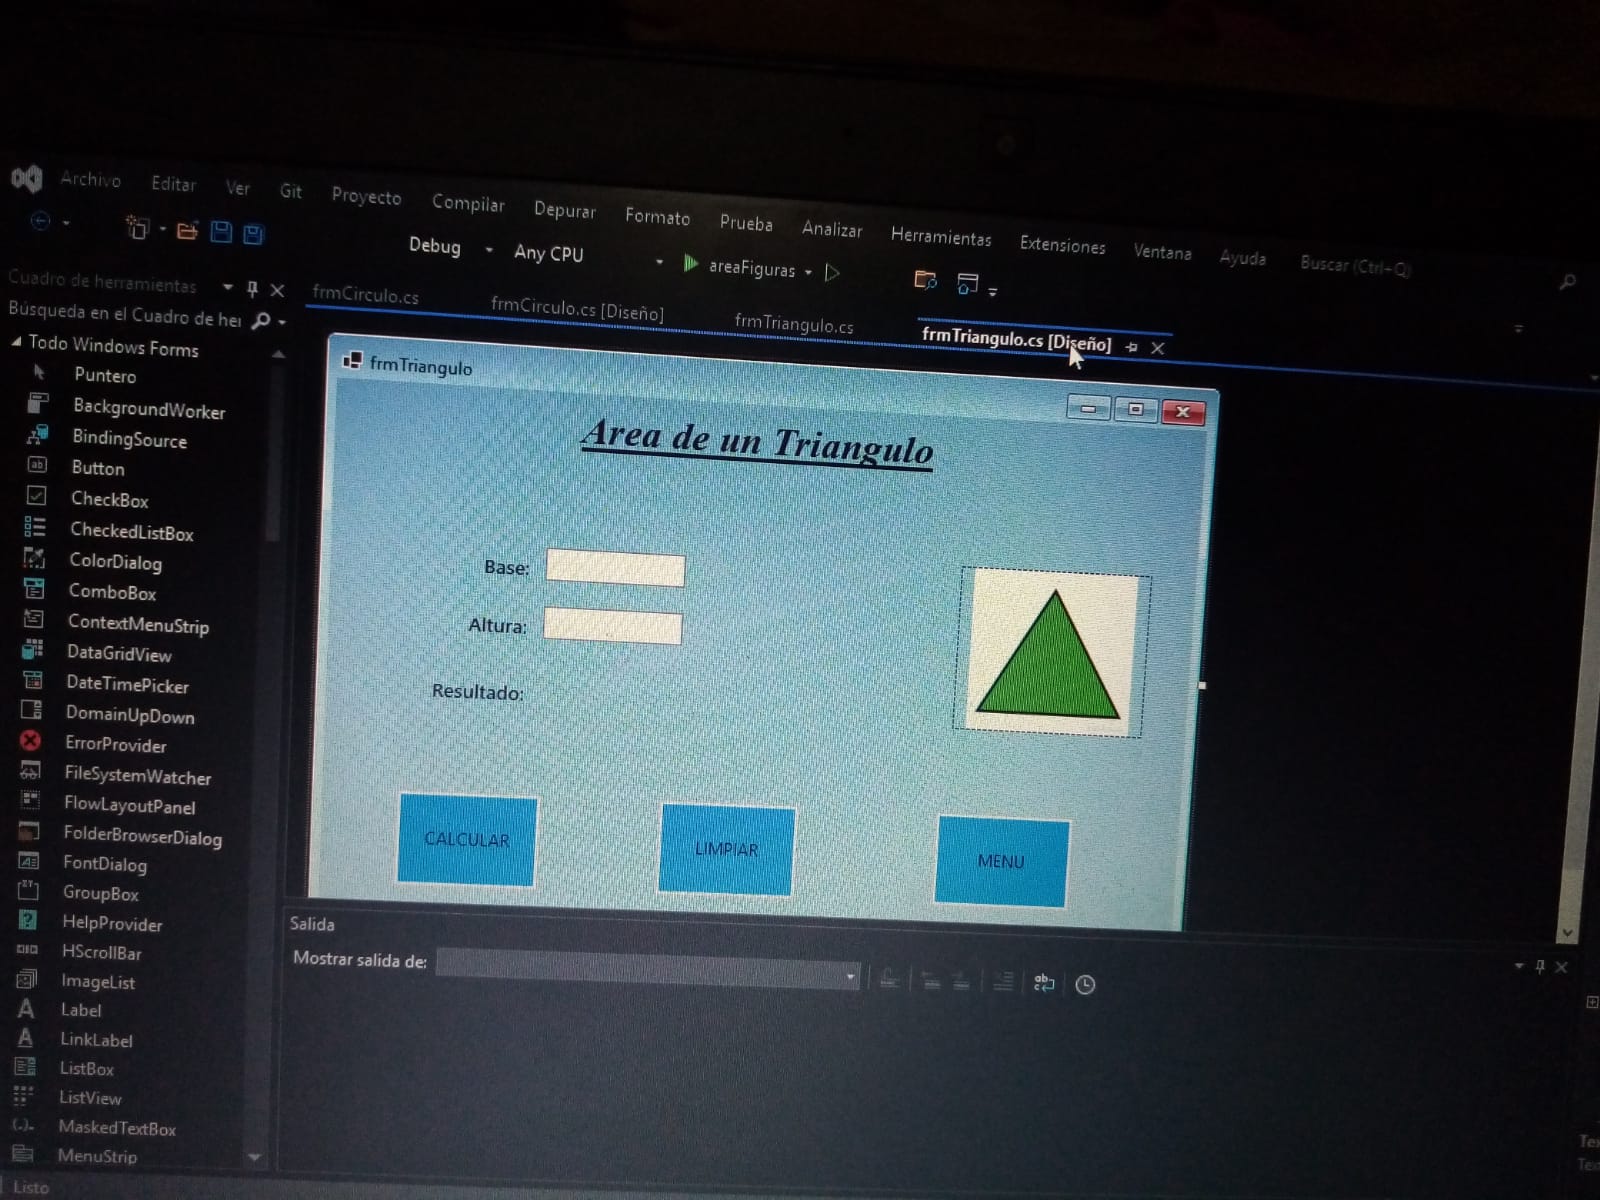 Archivo Editar Ver Git Proyecto Compilar Depurar Formato Prueba Analizar Herramientas Extensiones Ventana Ayuda Buscar (Ctrl+Q)
Debug Any CPU areaFiguras
Cuadro de herramientas
Búsqueda en el Cuadro de her
frmCirculo.cs frmCirculo.cs [Diseño] frmTriangulo.cs frmTriangulo.cs [Diseño]
Todo Windows Forms
Puntero
BackgroundWorker
BindingSource
Button
CheckBox
CheckedListBox
ColorDialog
ComboBox
ContextMenuStrip
DataGridView
DateTimePicker
DomainUpDown
ErrorProvider
FileSystemWatcher
FlowLayoutPanel
FolderBrowserDialog
FontDialog
GroupBox
HelpProvider
HScrollBar
ImageList
Label
LinkLabel
ListBox
ListView
MaskedTextBox
MenuStrip
frmTriangulo
Area de un Triangulo
Base:
Altura:
Resultado:
CALCULAR LIMPIAR MENU
Salida
Mostrar salida de:
Tex
Tex
Listo